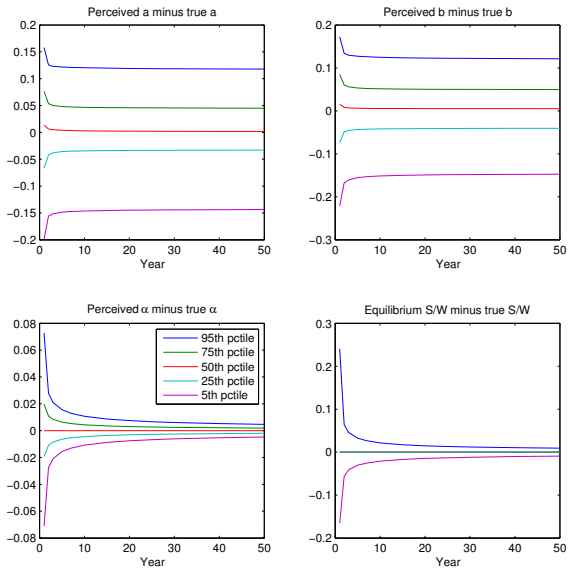 Perceived a minus true a
0.2
0.15
0.1
0.05
0
−0.05
−0.1
−0.15
−0.2
0 10 20 30 40 50
Year
Perceived b minus true b
0.2
0.1
0
−0.1
−0.2
−0.3
0 10 20 30 40 50
Year
Perceived α minus true α
0.08
0.06
0.04
0.02
0
−0.02
−0.04
−0.06
−0.08
0 10 20 30 40 50
Year
95th pctile
75th pctile
50th pctile
25th pctile
5th pctile
Equilibrium S/W minus true S/W
0.3
0.2
0.1
0
−0.1
−0.2
0 10 20 30 40 50
Year